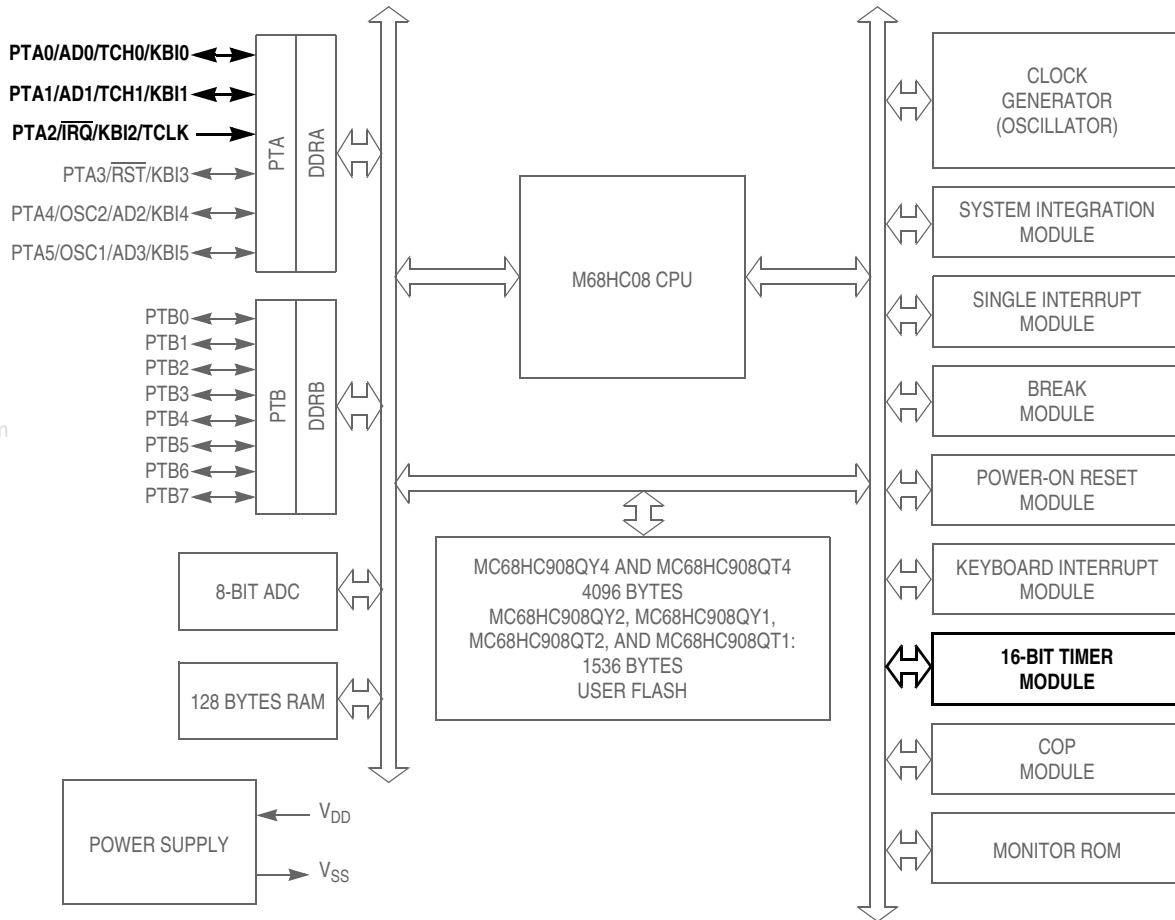 PTA0/AD0/TCH0/KBI0
PTA1/AD1/TCH1/KBI1
PTA2/IRQ/KBI2/TCLK
PTA3/RST/KBI3
PTA4/OSC2/AD2/KBI4
PTA5/OSC1/AD3/KBI5
PTA
DDRA
PTB0
PTB1
PTB2
PTB3
PTB4
PTB5
PTB6
PTB7
PTB
DDRB
8-BIT ADC
128 BYTES RAM
POWER SUPPLY
VDD
VSS
M68HC08 CPU
MC68HC908QY4 AND MC68HC908QT4
4096 BYTES
MC68HC908QY2, MC68HC908QY1,
MC68HC908QT2, AND MC68HC908QT1:
1536 BYTES
USER FLASH
CLOCK
GENERATOR
(OSCILLATOR)
SYSTEM INTEGRATION
MODULE
SINGLE INTERRUPT
MODULE
BREAK
MODULE
POWER-ON RESET
MODULE
KEYBOARD INTERRUPT
MODULE
16-BIT TIMER
MODULE
COP
MODULE
MONITOR ROM